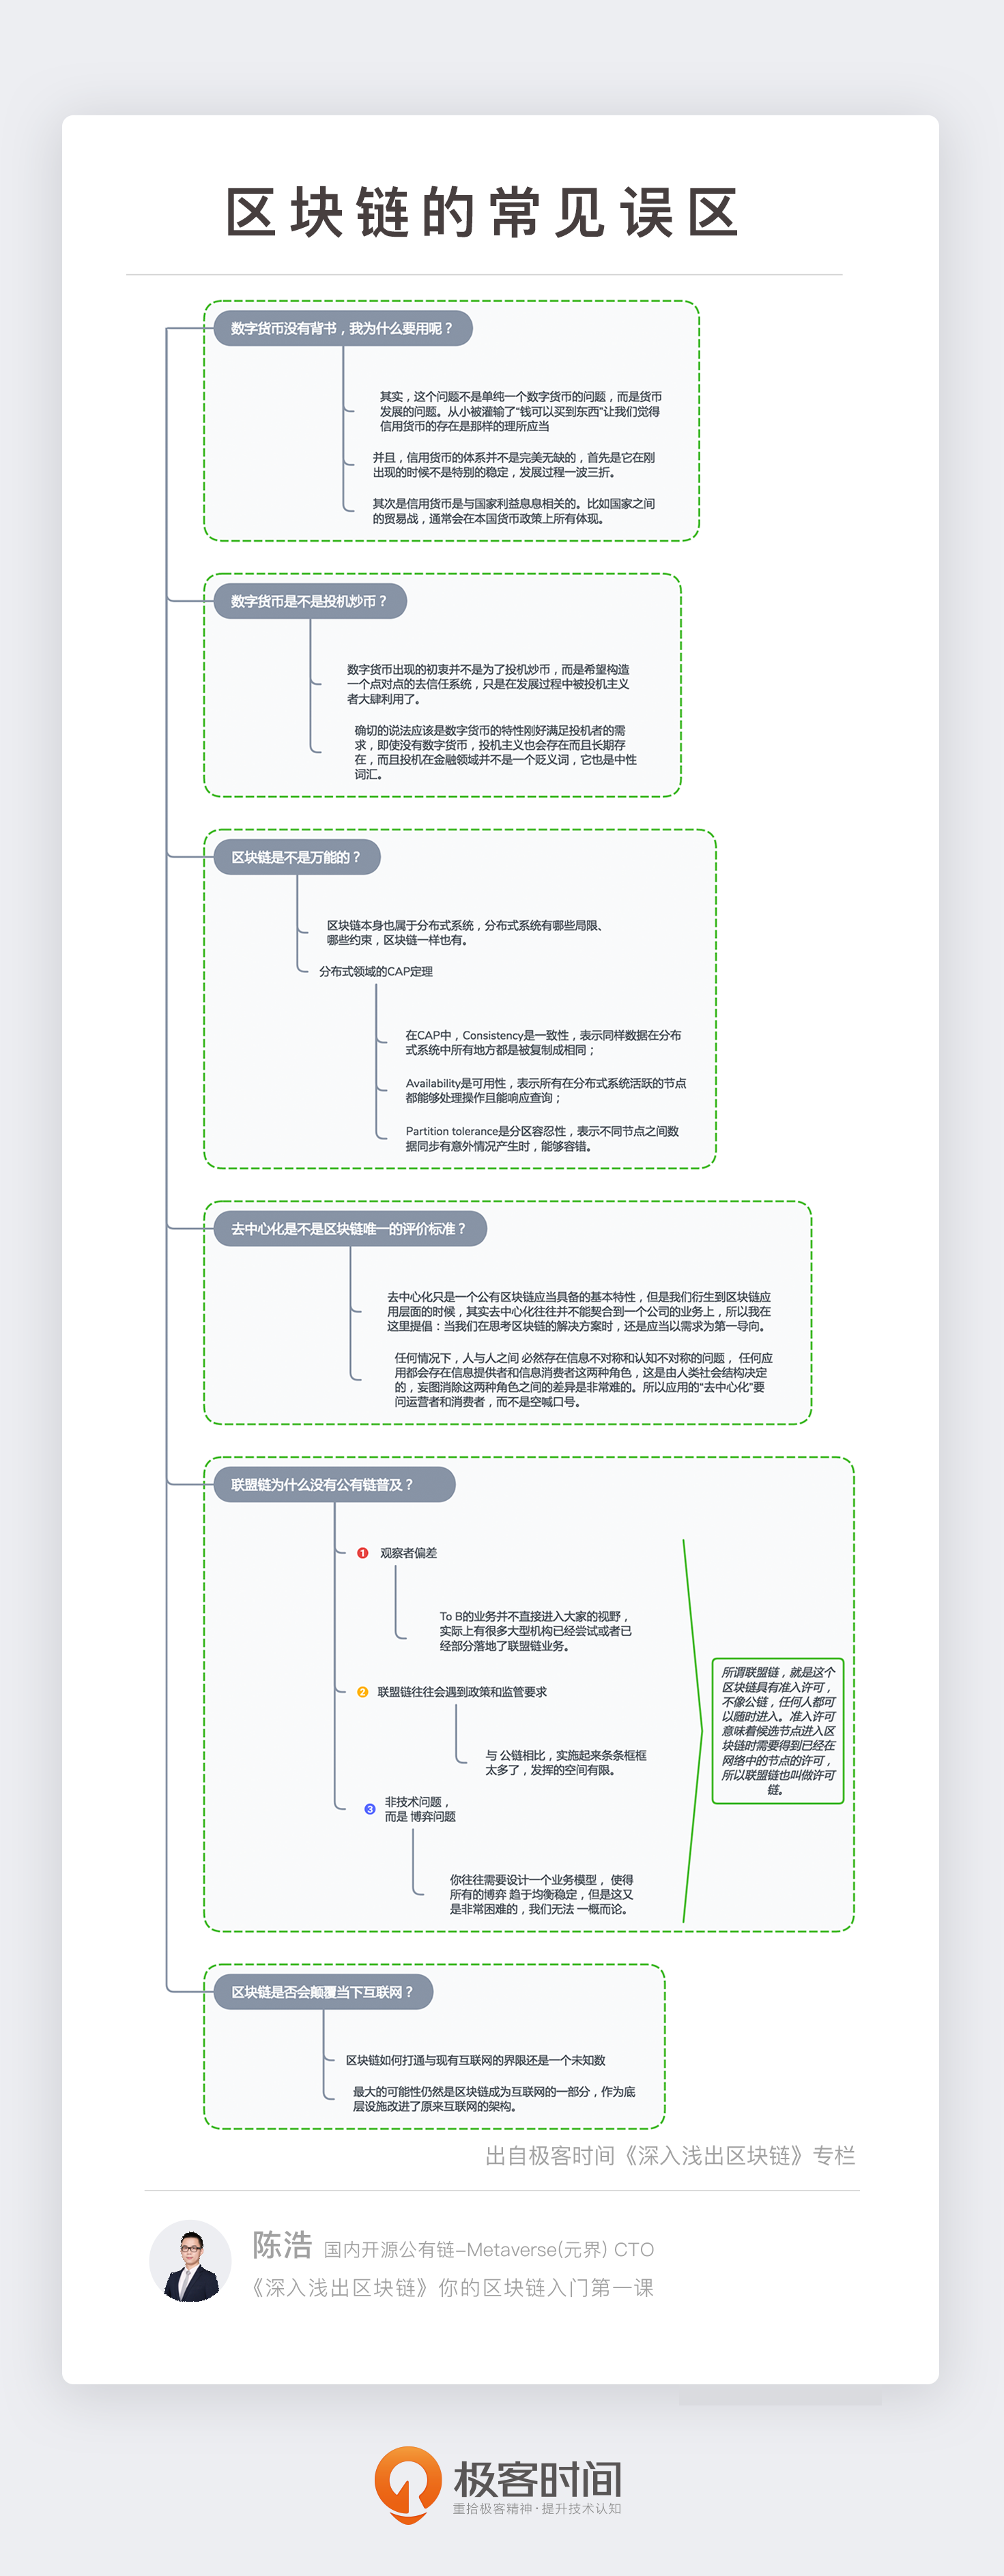 区块链的常见误区
数字货币没有背书，我为什么要用呢？
其实，这个问题不是单纯一个数字货币的问题，而是货币
发展的问题。从小被灌输了“钱可以买到东西”让我们觉得
信用货币的存在是那样的理所应当
并且，信用货币的体系并不是完美无缺的，首先是它在刚
出现的时候不是特别的稳定，发展过程一波三折。
其次是信用货币是与国家利益息息相关的。比如国家之间
的贸易战，通常会在本国货币政策上所有体现。
数字货币是不是投机炒币？
数字货币出现的初衷并不是为了投机炒币，而是希望构造
一个点对点的去信任系统，只是在发展过程中被投机主义
者大肆利用了。
确切的说法应该是数字货币的特性刚好满足投机者的需
求，即使没有数字货币，投机主义也会存在而且长期存
在，而且投机在金融领域并不是一个贬义词，它也是中性
词汇。
区块链是不是万能的？
区块链本身也属于分布式系统，分布式系统有哪些局限、
哪些约束，区块链一样也有。
分布式领域的CAP定理
在CAP中，Consistency是一致性，表示同样数据在分布
式系统中所有地方都是被复制成相同；
Availability是可用性，表示所有在分布式系统活跃的节点
都能够处理操作且能响应查询；
Partition tolerance是分区容忍性，表示不同节点之间数
据同步有意外情况产生时，能够容错。
去中心化是不是区块链唯一的评价标准？
去中心化只是一个公有区块链应当具备的基本特性，但是我们衍生到区块链应
用层面的时候，其实去中心化往往并不能契合到一个公司的业务上，所以我在
这里提倡：当我们在思考区块链的解决方案时，还是应当以需求为第一导向。
任何情况下，人与人之间 必然存在信息不对称和认知不对称的问题， 任何应
用都会存在信息提供者和信息消费者这两种角色，这是由人类社会结构决定
的，妄图消除这两种角色之间的差异是非常难的。所以应用的“去中心化”要
问运营者和消费者，而不是空喊口号。
联盟链为什么没有公有链普及？
1 观察者偏差
To B的业务并不直接进入大家的视野，
实际上有很多大型机构已经尝试或者已
经部分落地了联盟链业务。
2 联盟链往往会遇到政策和监管要求
与 公链相比，实施起来条条框框
太多了，发挥的空间有限。
3 非技术问题，
而是 博弈问题
你往往需要设计一个业务模型， 使得
所有的博弈 趋于均衡稳定，但是这又
是非常困难的，我们无法 一概而论。
所谓联盟链，就是这个
区块链具有准入许可，
不像公链，任何人都可
以随时进入。准入许可
意味着候选节点进入区
块链时需要得到已经在
网络中的节点的许可，
所以联盟链也叫做许可
链。
区块链是否会颠覆当下互联网？
区块链如何打通与现有互联网的界限还是一个未知数
最大的可能性仍然是区块链成为互联网的一部分，作为底
层设施改进了原来互联网的架构。
出自极客时间《深入浅出区块链》专栏
陈浩 国内开源公有链-Metaverse(元界) CTO
《深入浅出区块链》你的区块链入门第一课
极客时间
重拾极客精神·提升技术认知